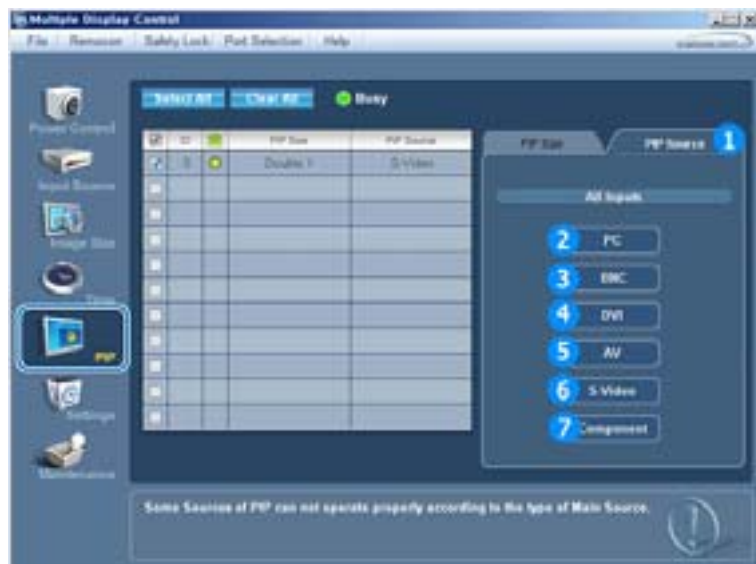 Multiple Display Control
File Remocon Safety Lock Port Selection Help
Select All Clear All Busy
ID PIP Size PIP Source
0 Double 1 S-Video
PIP Size PIP Source 1
All Inputs
2 PC
3 BNC
4 DVI
5 AV
6 S-Video
7 Component
Power Control
Input Source
Image Size
Time
PIP
Settings
Maintenance
Some Sources of PIP can not operate properly according to the type of Main Source.